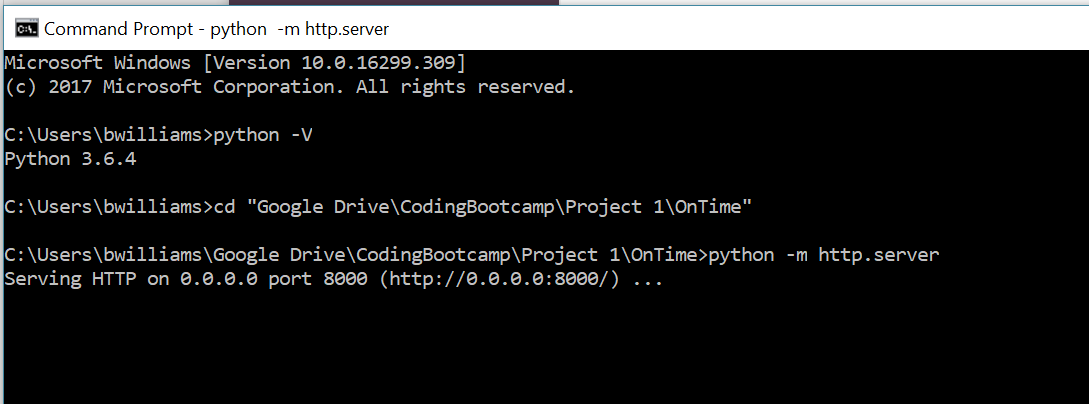 Command Prompt - python  -m http.server
Microsoft Windows [Version 10.0.16299.309]
(c) 2017 Microsoft Corporation. All rights reserved.
C:\Users\bwilliams>python -V
Python 3.6.4
C:\Users\bwilliams>cd "Google Drive\CodingBootcamp\Project 1\OnTime"
C:\Users\bwilliams\Google Drive\CodingBootcamp\Project 1\OnTime>python -m http.server
Serving HTTP on 0.0.0.0 port 8000 (http://0.0.0.0:8000/) ...